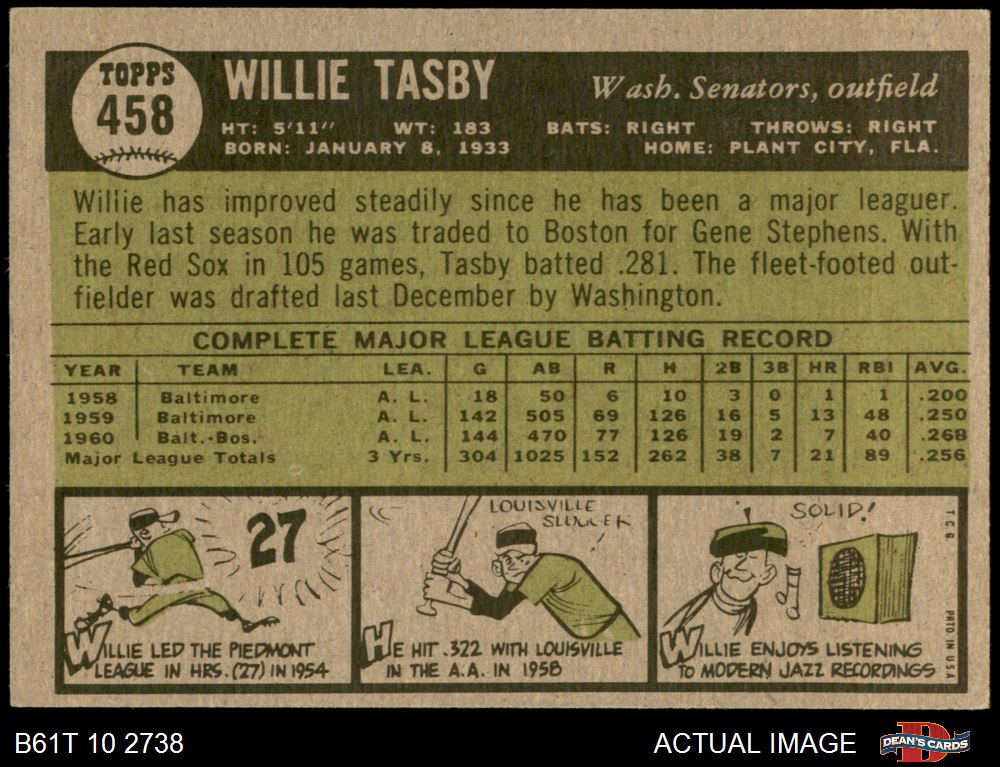 TOPPS
458
WILLIE TASBY
Wash. Senators, outfield
HT: 5'11" WT: 183 BATS: RIGHT THROWS: RIGHT
BORN: JANUARY 8, 1933 HOME: PLANT CITY, FLA.
Willie has improved steadily since he has been a major leaguer.
Early last season he was traded to Boston for Gene Stephens. With
the Red Sox in 105 games, Tasby batted .281. The fleet-footed out-
fielder was drafted last December by Washington.
COMPLETE MAJOR LEAGUE BATTING RECORD
YEAR TEAM LEA. G AB R H 2B 3B HR RBI AVG.
1958 Baltimore A. L. 18 50 6 10 3 0 1 1 .200
1959 Baltimore A. L. 142 505 69 126 16 5 13 48 .250
1960 Balt.-Bos. A. L. 144 470 77 126 19 2 7 40 .268
Major League Totals 3 Yrs. 304 1025 152 262 38 7 21 89 .256
27
WILLIE LED THE PIEDMONT
LEAGUE IN HRS. (27) IN 1954
LOUISVILLE
SLUGGER
HE HIT .322 WITH LOUISVILLE
IN THE A.A. IN 1958
SOLID!
WILLIE ENJOYS LISTENING
TO MODERN JAZZ RECORDINGS
T.C.G.
PRTD IN U.S.A.
B61T 10 2738
ACTUAL IMAGE
D
DEAN'S CARDS